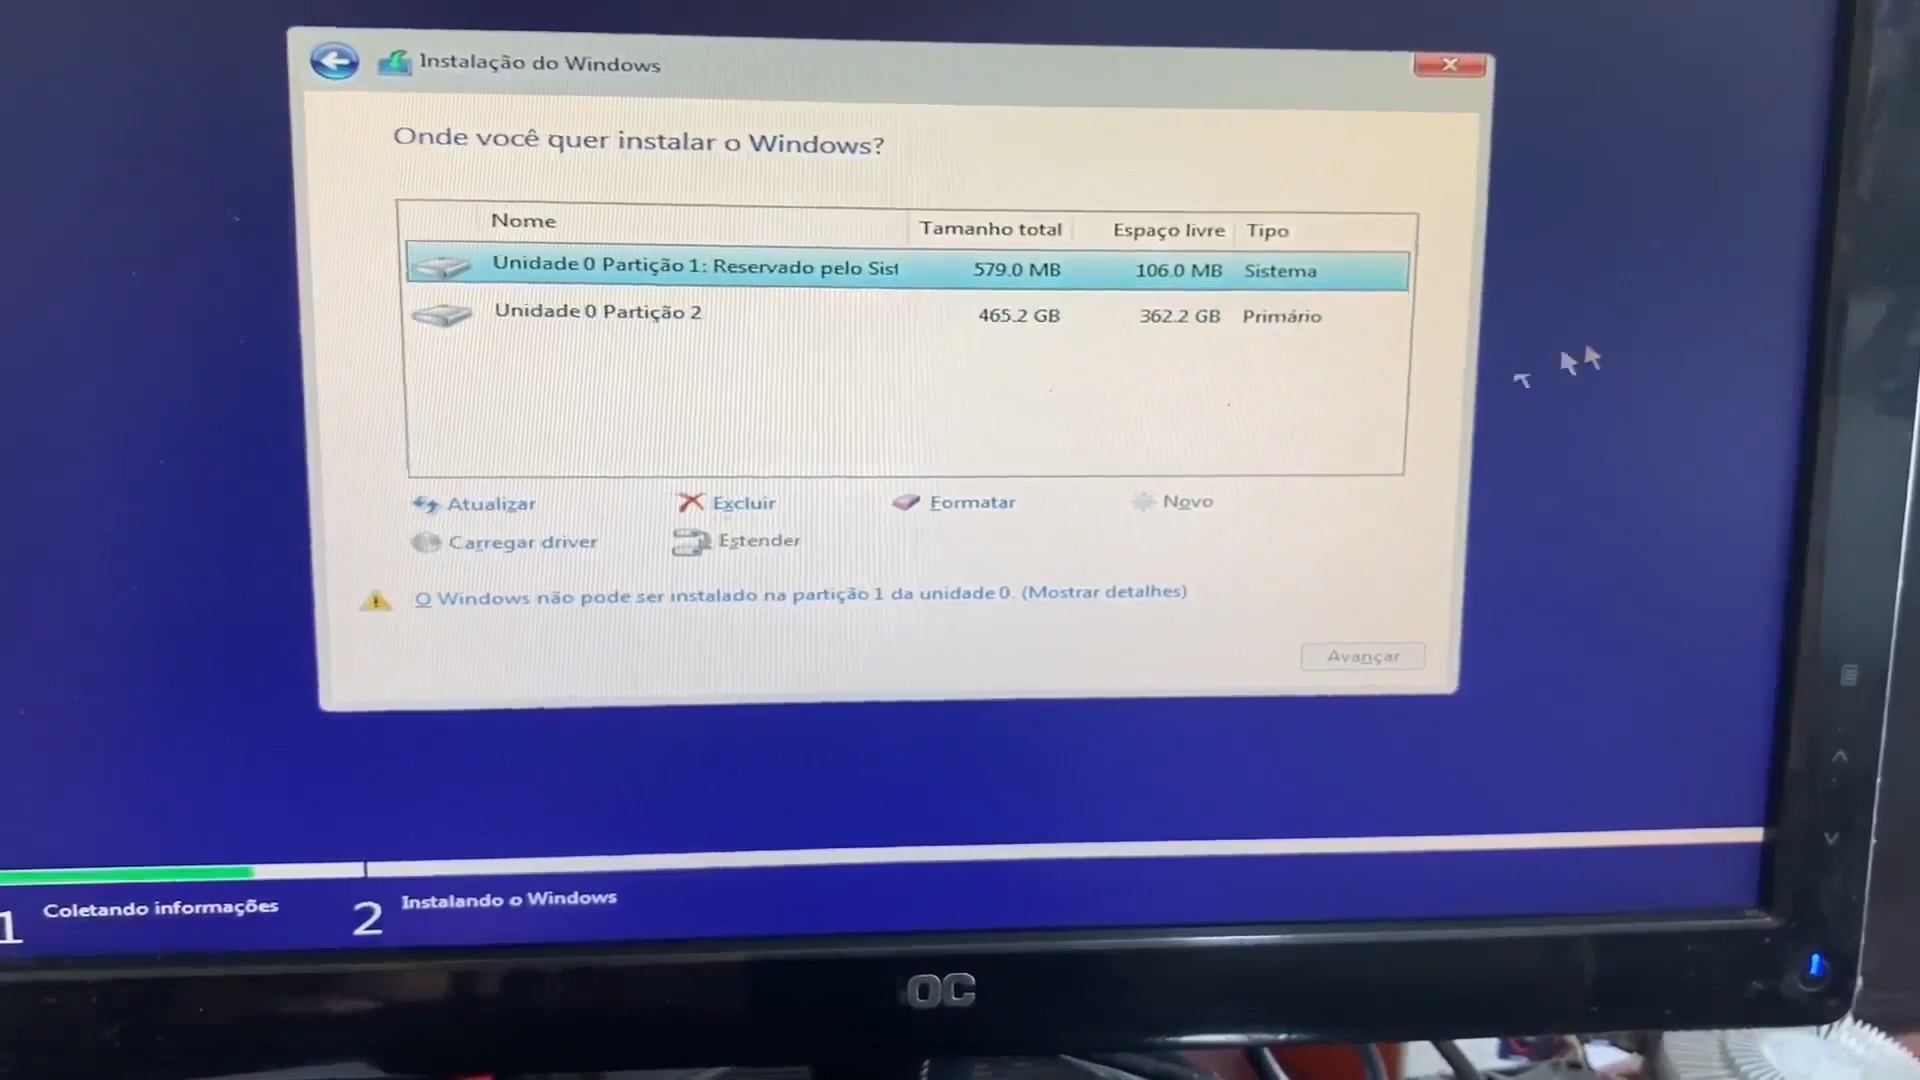 Instalação do Windows
Onde você quer instalar o Windows?
Nome Tamanho total Espaço livre Tipo
Unidade 0 Partição 1: Reservado pelo Sist 579.0 MB 106.0 MB Sistema
Unidade 0 Partição 2 465.2 GB 362.2 GB Primário
Atualizar Excluir Formatar Novo
Carregar driver Estender
O Windows não pode ser instalado na partição 1 da unidade 0. (Mostrar detalhes)
Avançar
1 Coletando informações 2 Instalando o Windows
OC